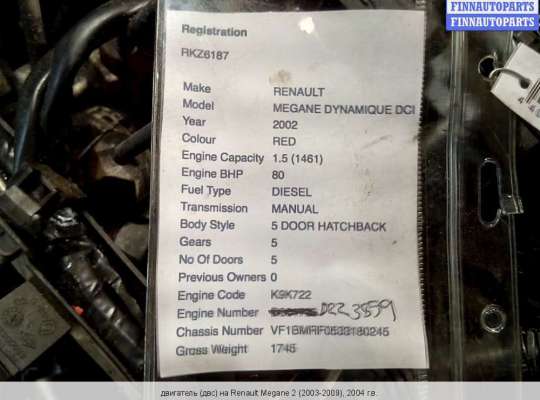 FINNAUTOPARTS
FINNAUTOPARTS
Registration
RKZ6187
Make RENAULT
Model MEGANE DYNAMIQUE DCI
Year 2002
Colour RED
Engine Capacity 1.5 (1461)
Engine BHP 80
Fuel Type DIESEL
Transmission MANUAL
Body Style 5 DOOR HATCHBACK
Gears 5
No Of Doors 5
Previous Owners 0
Engine Code K9K722
Engine Number D223859
Chassis Number
Gross Weight 1745
двигатель (двс) на Renault Megane 2 (2003-2009), 2004 г.в.